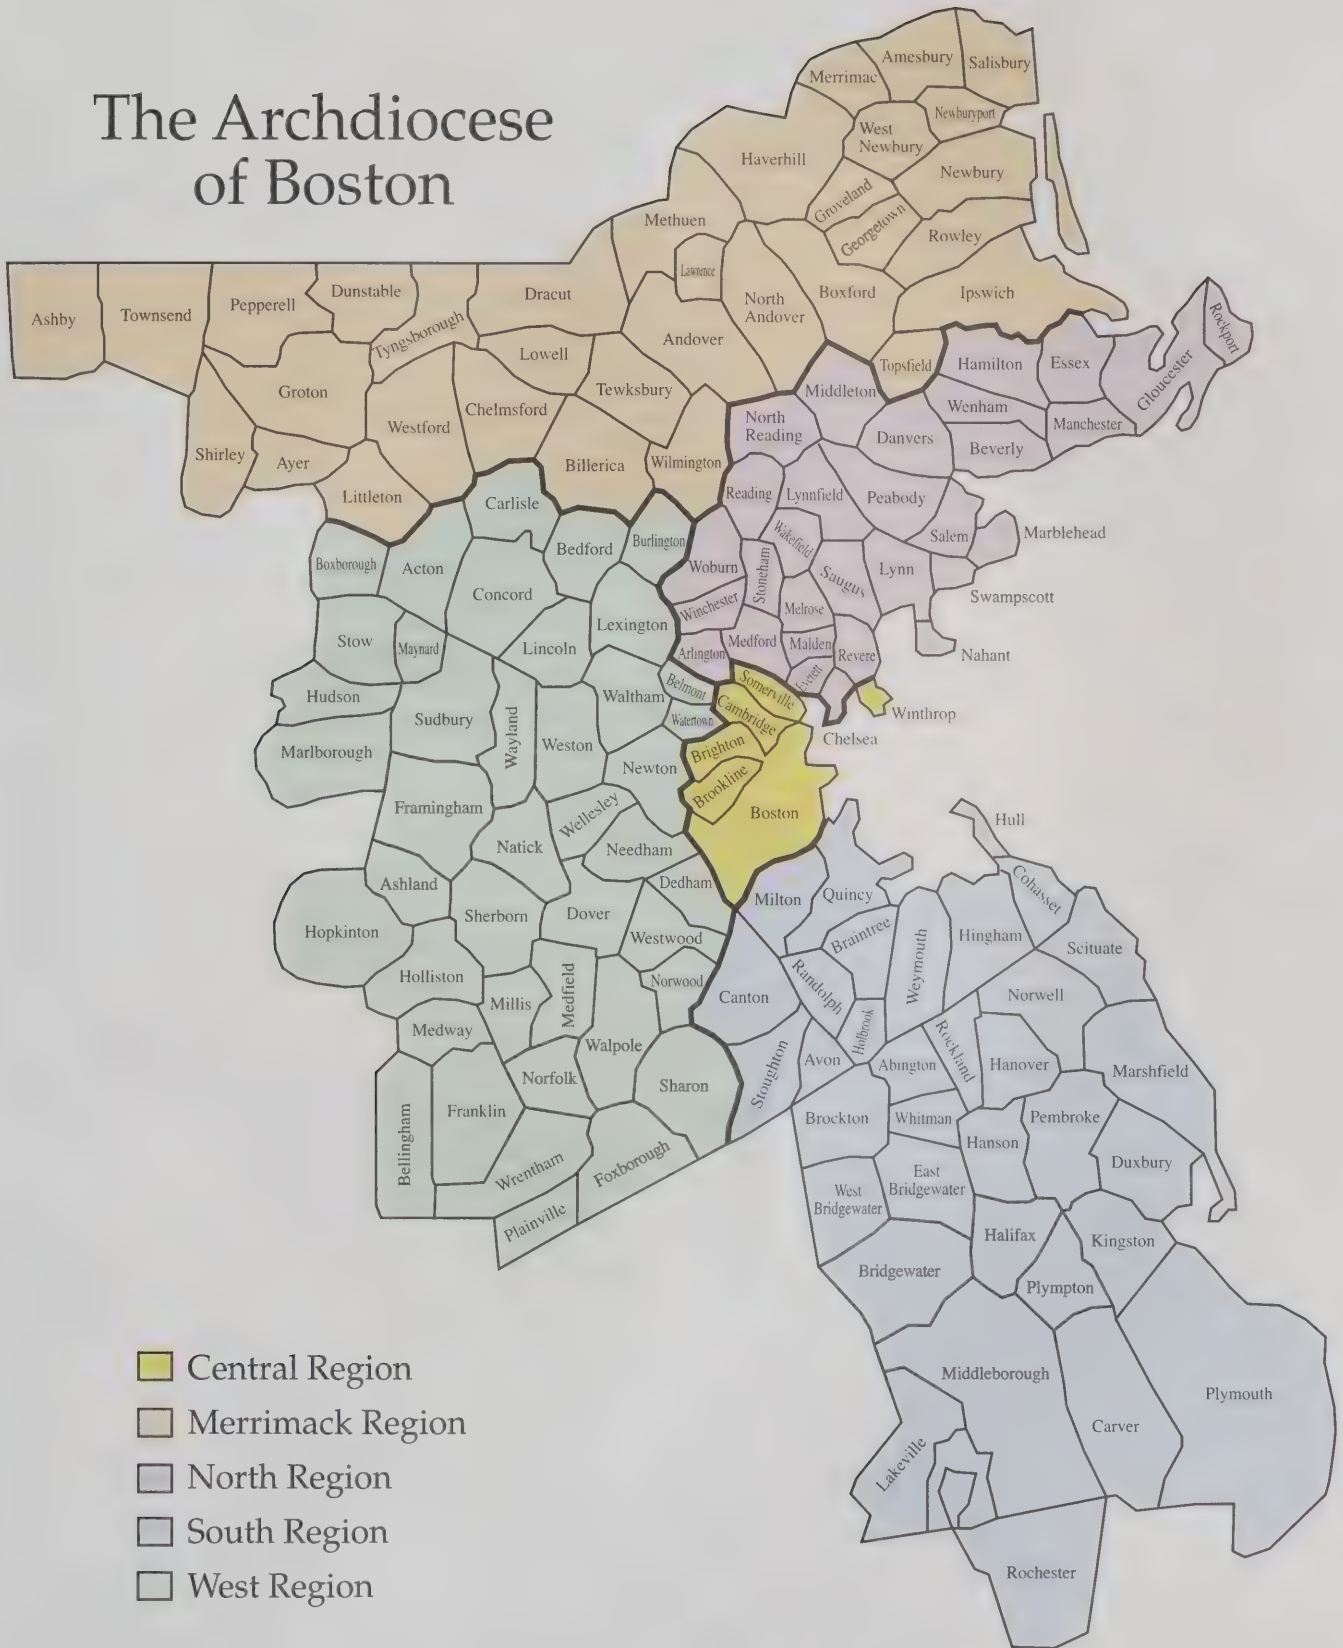 The Archdiocese
of Boston
Amesbury
Salisbury
Merrimac
Newburyport
West
Newbury
Haverhill
Newbury
Groveland
Georgetown
Methuen
Rowley
Lawrence
Boxford
Ipswich
North
Andover
Dracut
Dunstable
Pepperell
Townsend
Ashby
Tyngsborough
Andover
Lowell
Tewksbury
Topsfield
Groton
Chelmsford
Westford
Shirley
Ayer
Littleton
Billerica
Wilmington
Rockport
Gloucester
Hamilton
Essex
Middleton
Wenham
Manchester
North
Reading
Danvers
Beverly
Reading
Lynnfield
Peabody
Salem
Marblehead
Wakefield
Woburn
Stoneham
Saugus
Lynn
Swampscott
Winchester
Melrose
Nahant
Arlington
Medford
Malden
Revere
Everett
Chelsea
Carlisle
Burlington
Bedford
Boxborough
Acton
Concord
Lexington
Stow
Maynard
Lincoln
Hudson
Sudbury
Wayland
Waltham
Belmont
Watertown
Marlborough
Weston
Newton
Framingham
Wellesley
Natick
Needham
Ashland
Dedham
Sherborn
Dover
Hopkinton
Westwood
Holliston
Norwood
Millis
Medfield
Medway
Walpole
Norfolk
Sharon
Franklin
Bellingham
Wrentham
Foxborough
Plainville
Somerville
Cambridge
Winthrop
Brighton
Brookline
Boston
Hull
Cohasset
Milton
Quincy
Braintree
Weymouth
Hingham
Scituate
Canton
Randolph
Norwell
Holbrook
Stoughton
Avon
Abington
Rockland
Hanover
Marshfield
Brockton
Whitman
Hanson
Pembroke
Duxbury
West
Bridgewater
East
Bridgewater
Halifax
Kingston
Bridgewater
Plympton
Middleborough
Plymouth
Carver
Lakeville
Rochester
Central Region
Merrimack Region
North Region
South Region
West Region